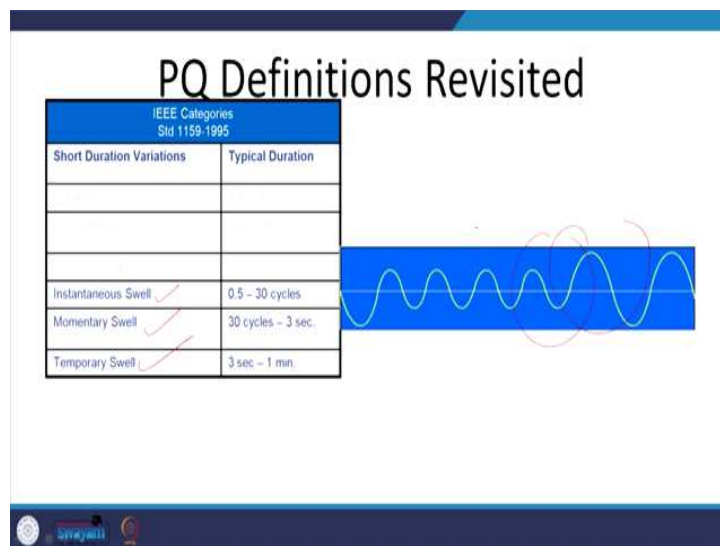 PQ Definitions Revisited
IEEE Categories
Std 1159-1995
Short Duration Variations Typical Duration
Instantaneous Swell 0.5 – 30 cycles
Momentary Swell 30 cycles – 3 sec.
Temporary Swell 3 sec – 1 min.
swayam